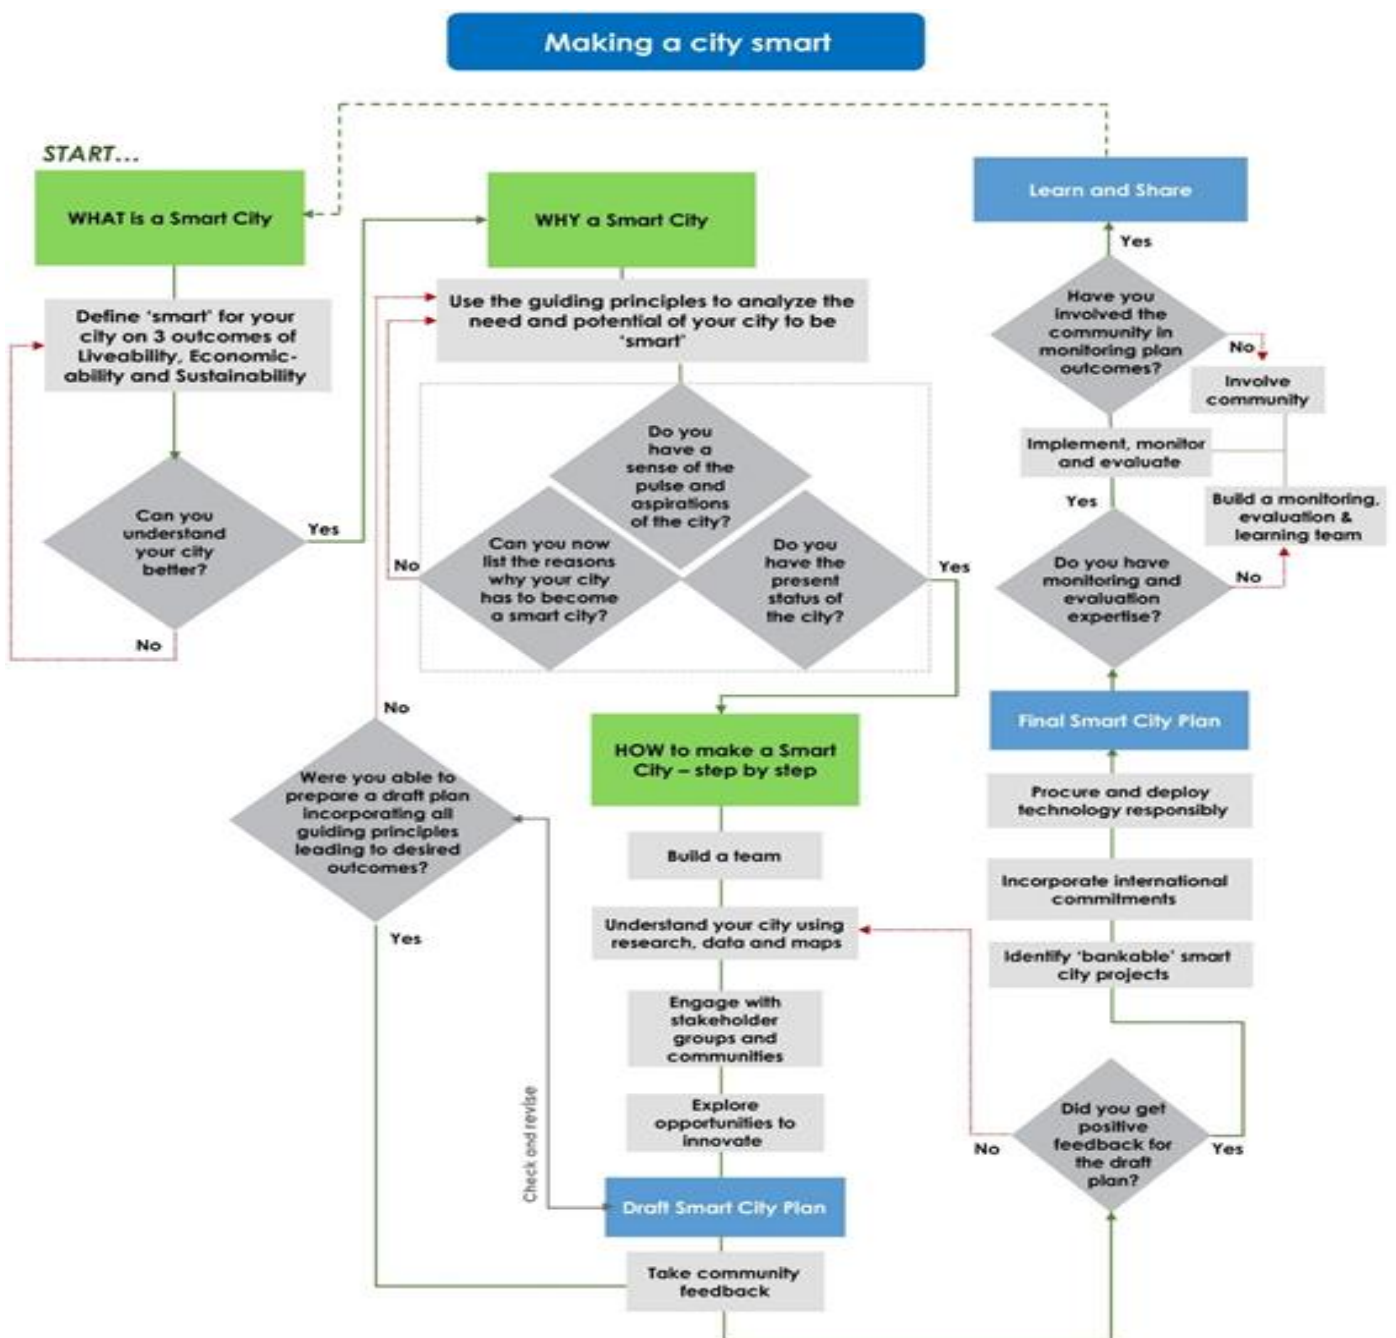 Making a city smart
START...
WHAT is a Smart City
Define ‘smart’ for your
city on 3 outcomes of
Liveability, Economic-
ability and Sustainability
Can you
understand
your city
better?
Yes
No
WHY a Smart City
Use the guiding principles to analyze the
need and potential of your city to be
‘smart’
Do you
have a
sense of the
pulse and
aspirations
of the city?
Can you now
list the reasons
why your city
has to become
a smart city?
Do you
have the
present
status of
the city?
No
Yes
HOW to make a Smart
City – step by step
Build a team
Understand your city using
research, data and maps
Engage with
stakeholder
groups and
communities
Explore
opportunities to
innovate
Draft Smart City Plan
Check and revise
Were you able to
prepare a draft plan
incorporating all
guiding principles
leading to desired
outcomes?
No
Yes
Take community
feedback
Did you get
positive
feedback for
the draft
plan?
No
Yes
Identify ‘bankable’ smart
city projects
Incorporate international
commitments
Procure and deploy
technology responsibly
Final Smart City Plan
Do you have
monitoring and
evaluation
expertise?
No
Build a monitoring,
evaluation &
learning team
Yes
Implement, monitor
and evaluate
Have you
involved the
community in
monitoring plan
outcomes?
No
Involve
community
Yes
Learn and Share